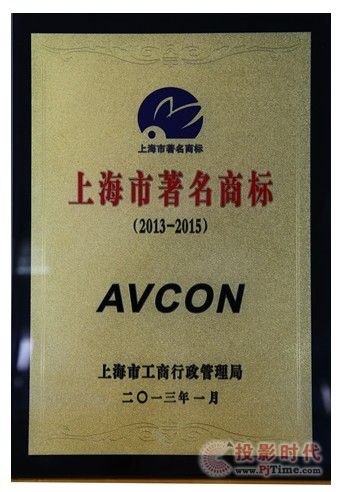 上海市著名商标
上海市著名商标
(2013-2015)
AVCON
上海市工商行政管理局
二〇一三年一月
投影时代
www.PjTime.com